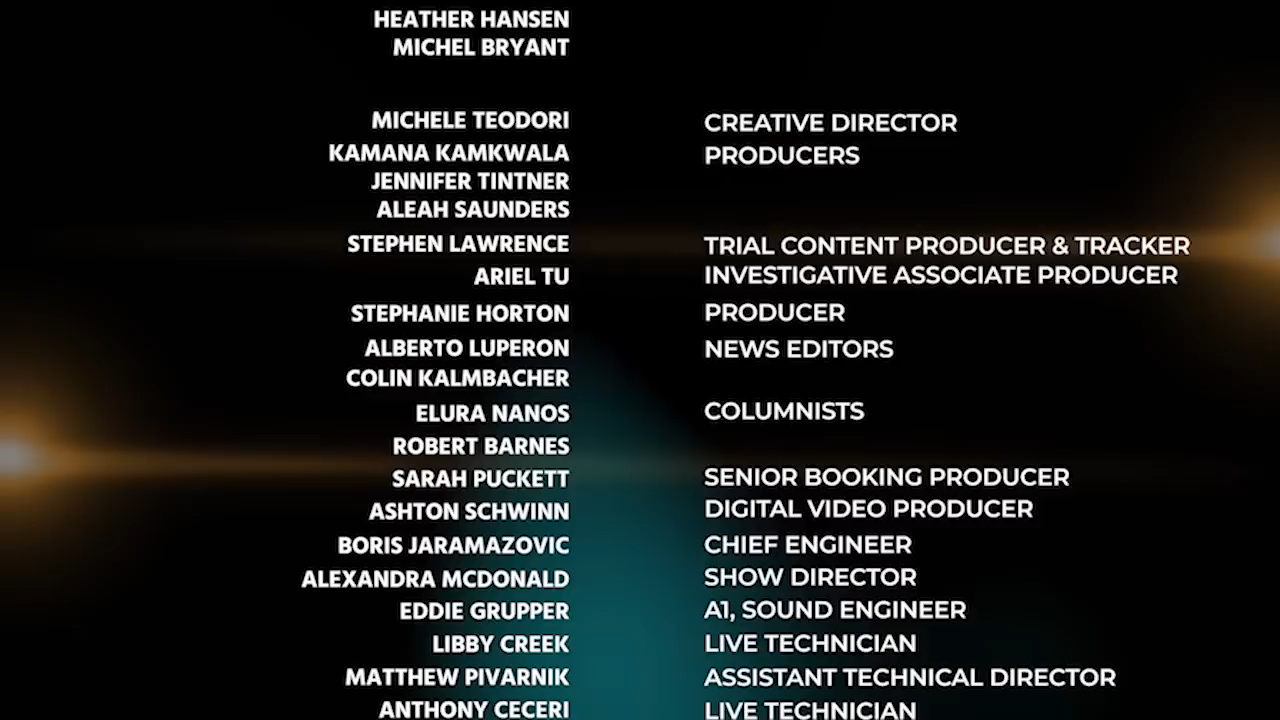 HEATHER HANSEN
MICHEL BRYANT
MICHELE TEODORI CREATIVE DIRECTOR
KAMANA KAMKWALA PRODUCERS
JENNIFER TINTNER
ALEAH SAUNDERS
STEPHEN LAWRENCE TRIAL CONTENT PRODUCER & TRACKER
ARIEL TU INVESTIGATIVE ASSOCIATE PRODUCER
STEPHANIE HORTON PRODUCER
ALBERTO LUPERON NEWS EDITORS
COLIN KALMBACHER
ELURA NANOS COLUMNISTS
ROBERT BARNES
SARAH PUCKETT SENIOR BOOKING PRODUCER
ASHTON SCHWINN DIGITAL VIDEO PRODUCER
BORIS JARAMAZOVIC CHIEF ENGINEER
ALEXANDRA MCDONALD SHOW DIRECTOR
EDDIE GRUPPER A1, SOUND ENGINEER
LIBBY CREEK LIVE TECHNICIAN
MATTHEW PIVARNIK ASSISTANT TECHNICAL DIRECTOR
ANTHONY CECERI LIVE TECHNICIAN